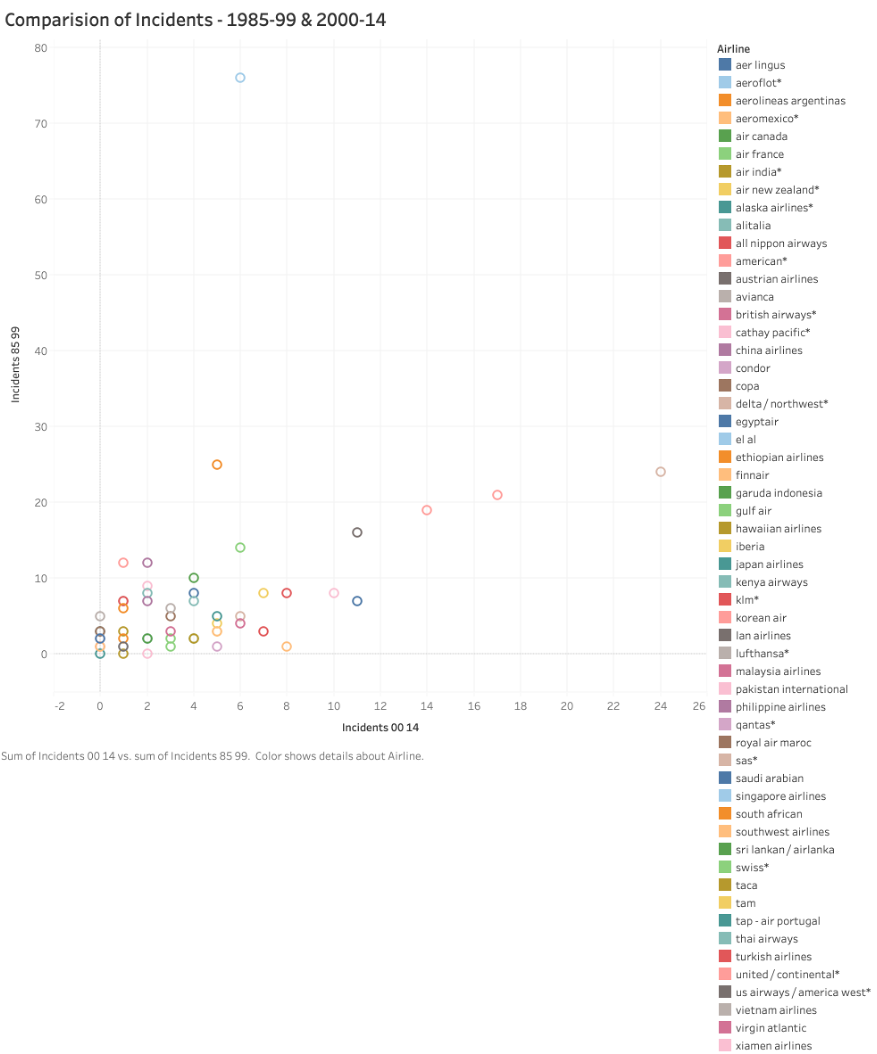 Comparision of Incidents - 1985-99 & 2000-14
80
70
60
50
40
30
20
10
0
Incidents 85 99
-2 0 2 4 6 8 10 12 14 16 18 20 22 24 26
Incidents 00 14
Sum of Incidents 00 14 vs. sum of Incidents 85 99. Color shows details about Airline.
Airline
aer lingus
aeroflot*
aerolineas argentinas
aeromexico*
air canada
air france
air india*
air new zealand*
alaska airlines*
alitalia
all nippon airways
american*
austrian airlines
avianca
british airways*
cathay pacific*
china airlines
condor
copa
delta / northwest*
egyptair
el al
ethiopian airlines
finnair
garuda indonesia
gulf air
hawaiian airlines
iberia
japan airlines
kenya airways
klm*
korean air
lan airlines
lufthansa*
malaysia airlines
pakistan international
philippine airlines
qantas*
royal air maroc
sas*
saudi arabian
singapore airlines
south african
southwest airlines
sri lankan / airlanka
swiss*
taca
tam
tap - air portugal
thai airways
turkish airlines
united / continental*
us airways / america west*
vietnam airlines
virgin atlantic
xiamen airlines